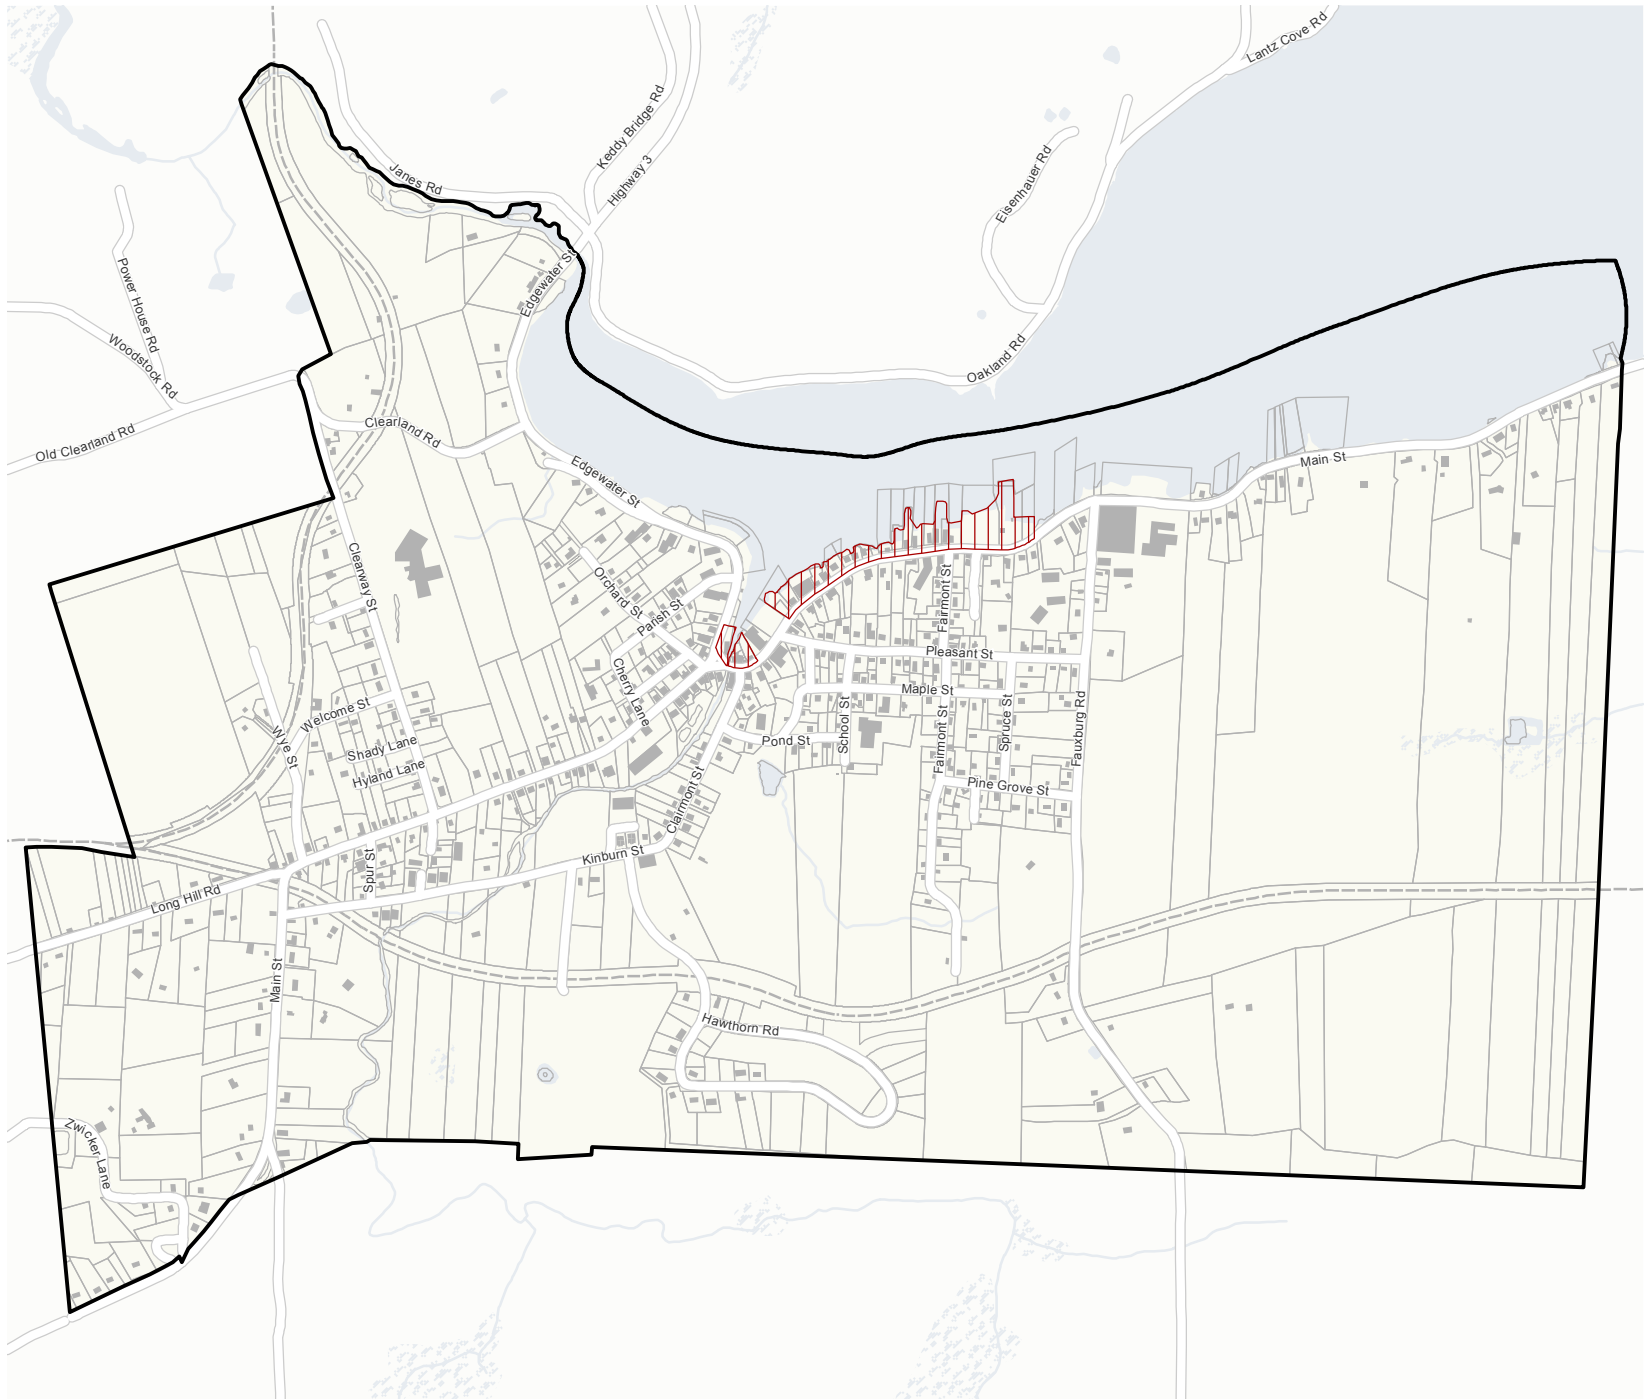 Lantz Cove Rd
Keddy Bridge Rd
Highway 3
Janes Rd
Eisenhauer Rd
Power House Rd
Edgewater St
Woodstock Rd
Oakland Rd
Old Clearland Rd
Clearland Rd
Edgewater St
Main St
Clearway St
Orchard St
Parish St
Fairmont St
Pleasant St
Cherry Lane
Maple St
Welcome St
Wye St
School St
Spruce St
Fairmont St
Fauxburg Rd
Shady Lane
Pond St
Hyland Lane
Clairmont St
Pine Grove St
Kinburn St
Spur St
Long Hill Rd
Main St
Hawthorn Rd
Zwicker Lane